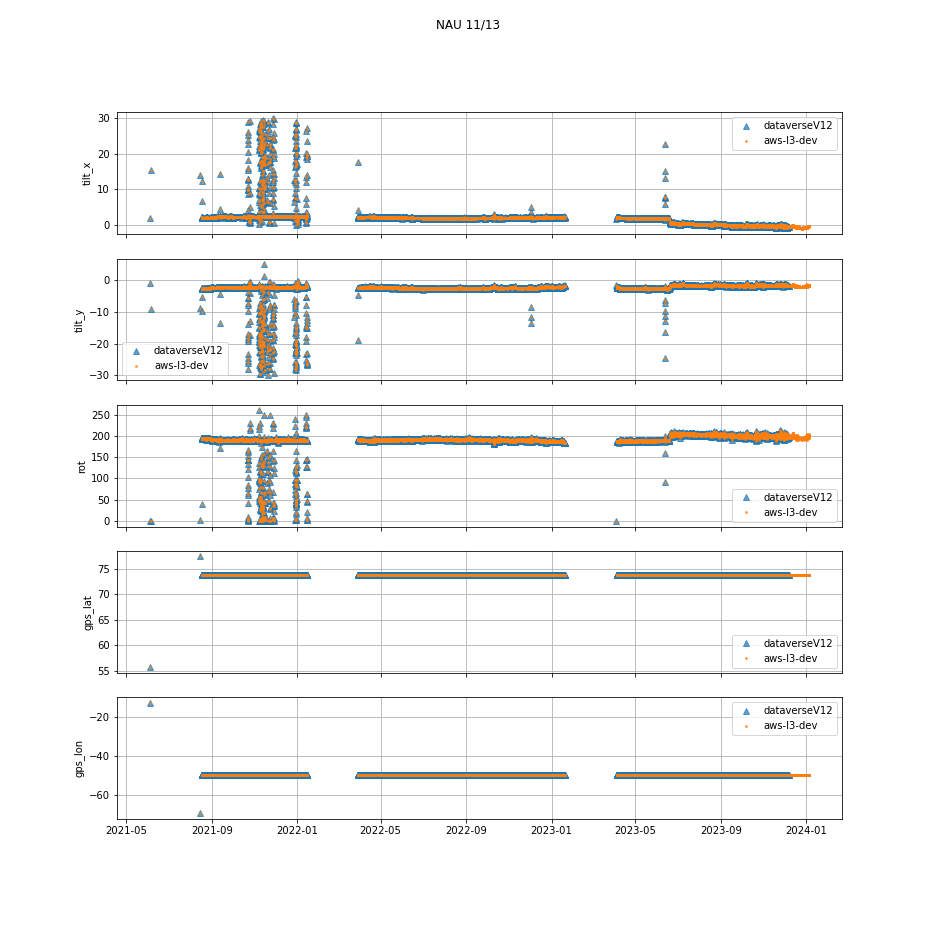 NAU 11/13
30
20
10
0
tilt_x
dataverseV12
aws-l3-dev
0
−10
−20
−30
tilt_y
dataverseV12
aws-l3-dev
250
200
150
100
50
0
rot
dataverseV12
aws-l3-dev
75
70
65
60
55
gps_lat
dataverseV12
aws-l3-dev
−20
−40
−60
gps_lon
dataverseV12
aws-l3-dev
2021-05 2021-09 2022-01 2022-05 2022-09 2023-01 2023-05 2023-09 2024-01